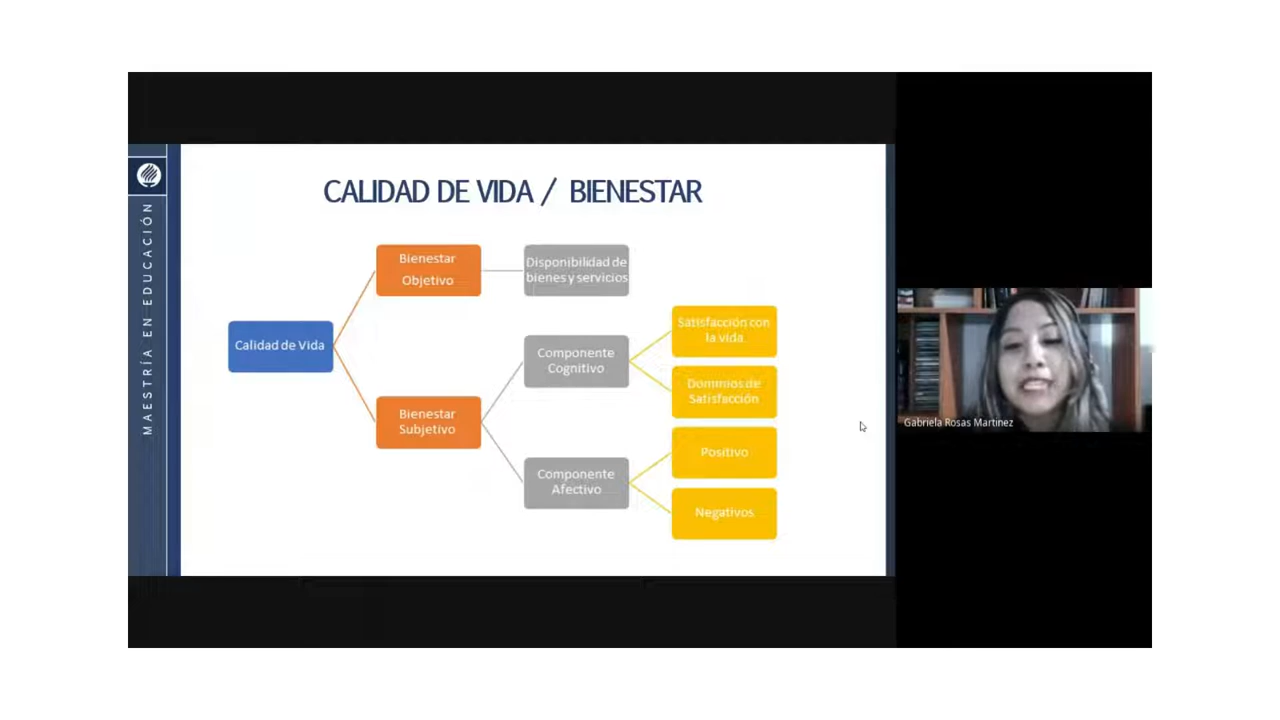 MAESTRÍA EN EDUCACIÓN
CALIDAD DE VIDA / BIENESTAR
Calidad de Vida
Bienestar
Objetivo
Disponibilidad de
bienes y servicios
Bienestar
Subjetivo
Componente
Cognitivo
Satisfacción con
la vida.
Dominios de
Satisfacción
Componente
Afectivo
Positivo
Negativos
Gabriela Rosas Martinez